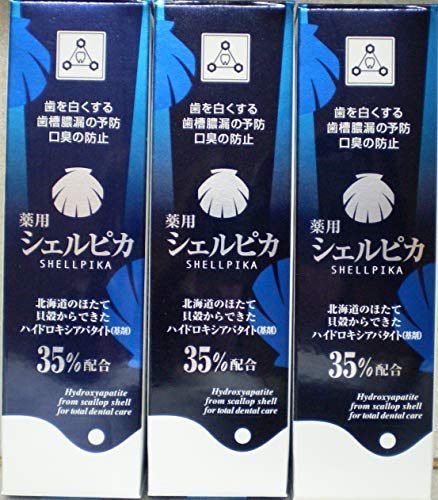 歯を白くする
歯槽膿漏の予防
口臭の防止
薬用
シェルピカ
SHELLPIKA
北海道のほたて
貝殻からできた
ハイドロキシアパタイト(基剤)
35%配合
Hydroxyapatite
from scallop shell
for total dental care
歯を白くする
歯槽膿漏の予防
口臭の防止
薬用
シェルピカ
SHELLPIKA
北海道のほたて
貝殻からできた
ハイドロキシアパタイト(基剤)
35%配合
Hydroxyapatite
from scallop shell
for total dental care
歯を白くする
歯槽膿漏の予防
口臭の防止
薬用
シェルピカ
SHELLPIKA
北海道のほたて
貝殻からできた
ハイドロキシアパタイト(基剤)
35%配合
Hydroxyapatite
from scallop shell
for total dental care